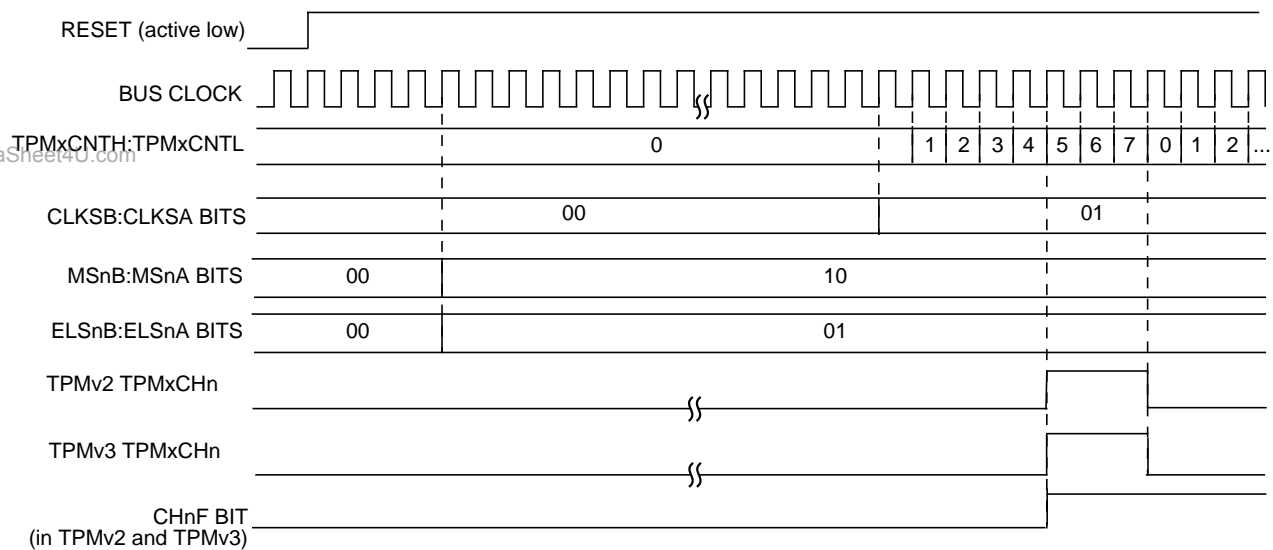 RESET (active low)
BUS CLOCK
TPMxCNTH:TPMxCNTL 0 1 2 3 4 5 6 7 0 1 2 ...
aSheet4U.com
CLKSB:CLKSA BITS 00 01
MSnB:MSnA BITS 00 10
ELSnB:ELSnA BITS 00 01
TPMv2 TPMxCHn
TPMv3 TPMxCHn
CHnF BIT
(in TPMv2 and TPMv3)